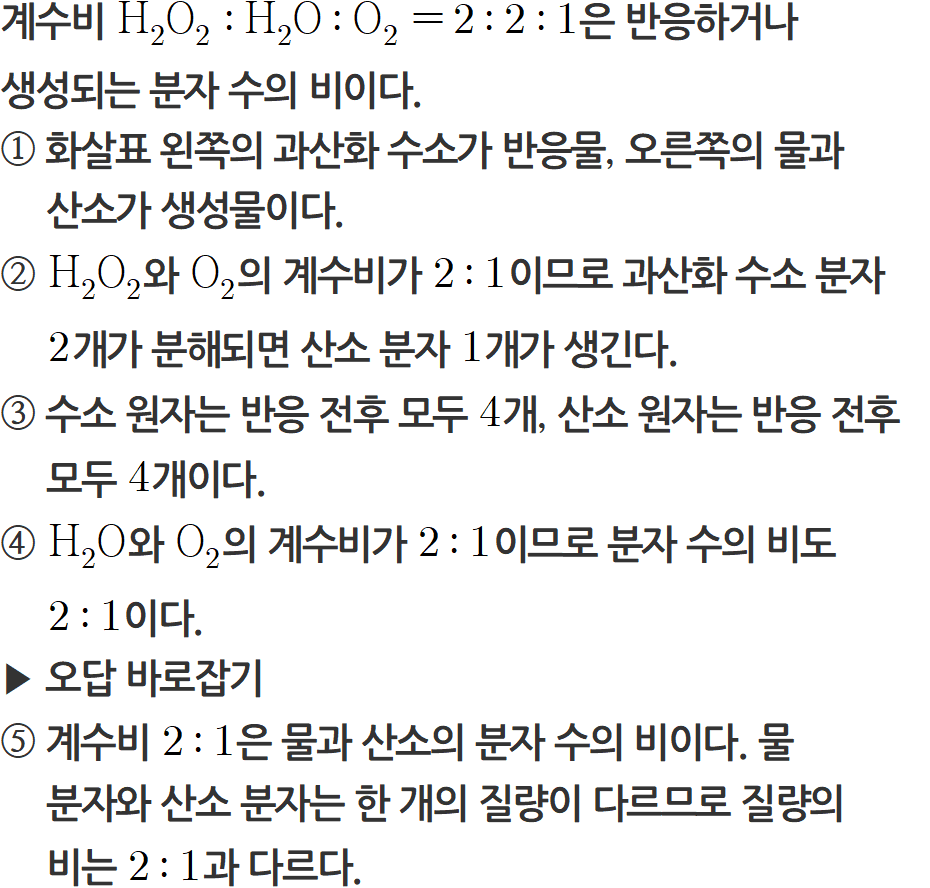 계수비 H₂O₂ : H₂O : O₂ = 2 : 2 : 1은 반응하거나
생성되는 분자 수의 비이다.
① 화살표 왼쪽의 과산화 수소가 반응물, 오른쪽의 물과
산소가 생성물이다.
② H₂O₂와 O₂의 계수비가 2 : 1이므로 과산화 수소 분자
2개가 분해되면 산소 분자 1개가 생긴다.
③ 수소 원자는 반응 전후 모두 4개, 산소 원자는 반응 전후
모두 4개이다.
④ H₂O와 O₂의 계수비가 2 : 1이므로 분자 수의 비도
2 : 1이다.
▶ 오답 바로잡기
⑤ 계수비 2 : 1은 물과 산소의 분자 수의 비이다. 물
분자와 산소 분자는 한 개의 질량이 다르므로 질량의
비는 2 : 1과 다르다.